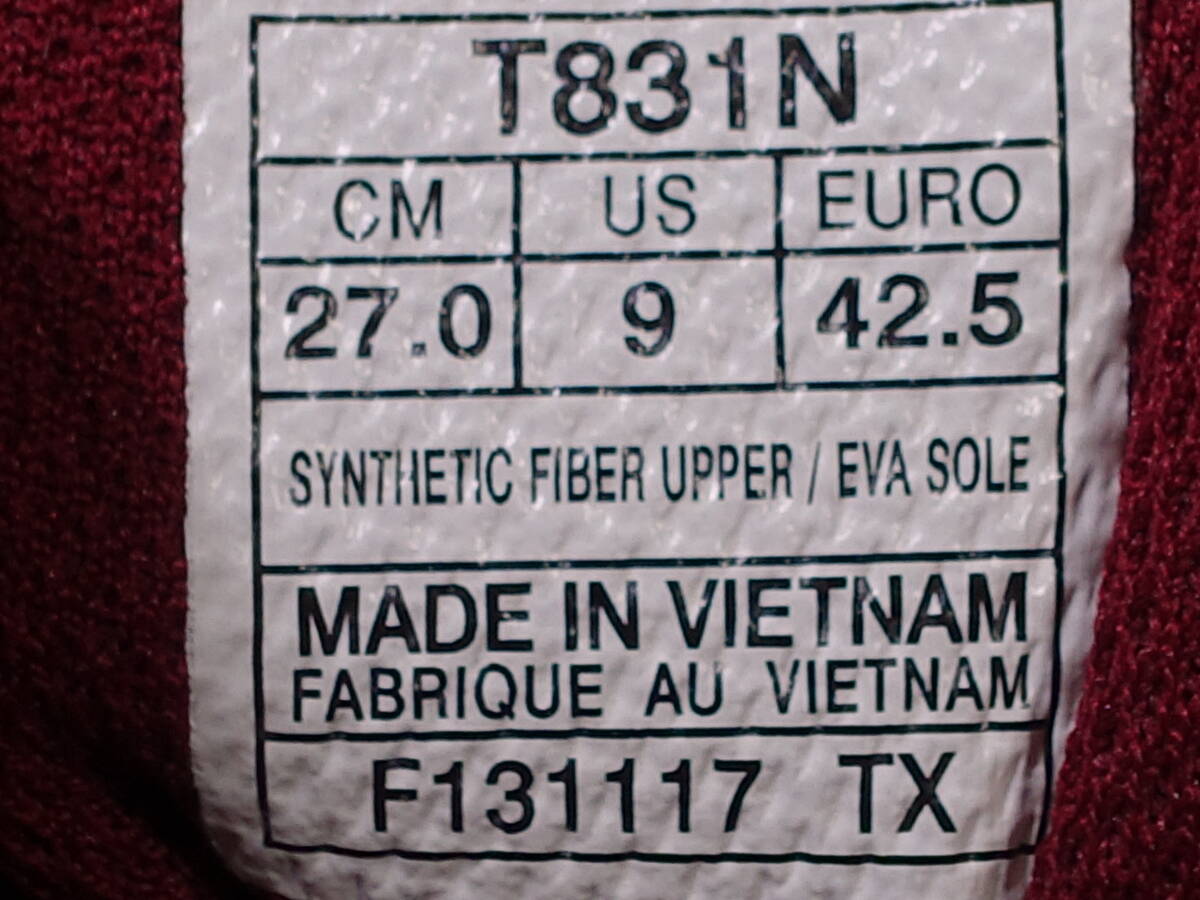 T831N
CM US EURO
27.0 9 42.5
SYNTHETIC FIBER UPPER / EVA SOLE
MADE IN VIETNAM
FABRIQUE AU VIETNAM
F131117 TX